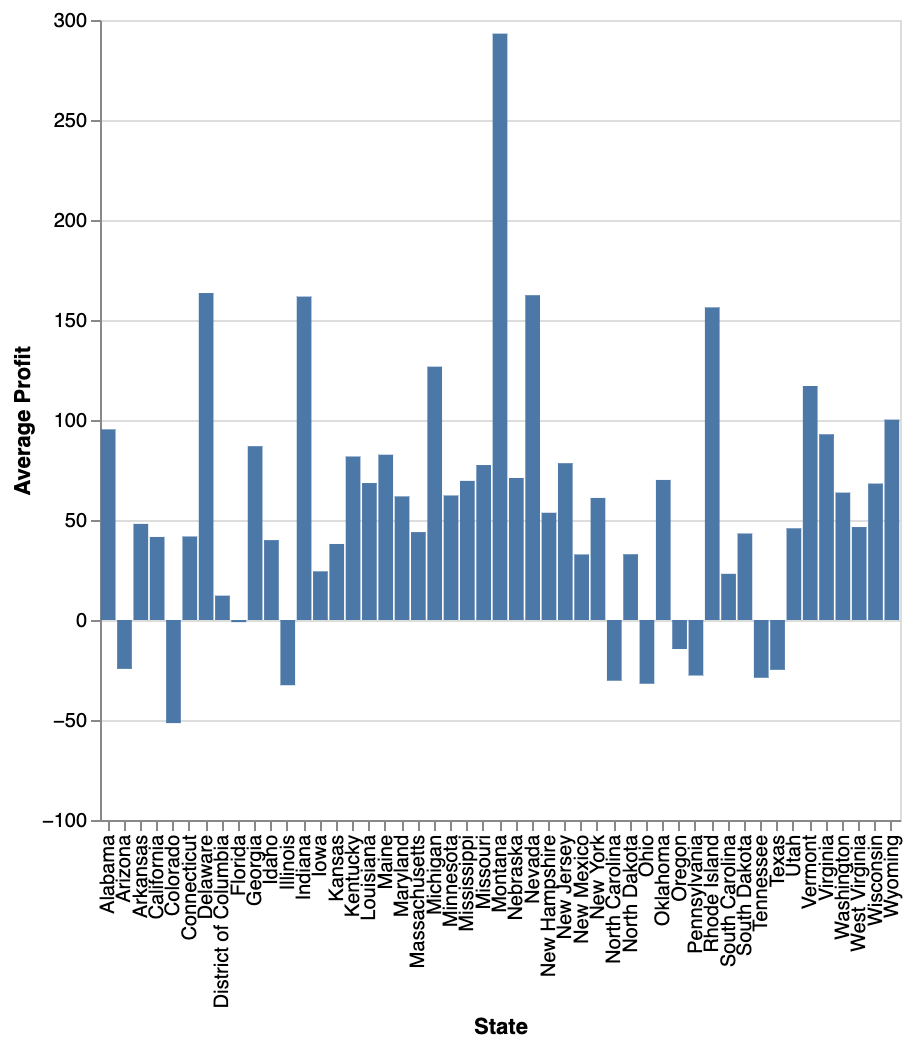 300
250
200
150
100
50
0
−50
−100
Average Profit
Alabama
Arizona
Arkansas
California
Colorado
Connecticut
Delaware
District of Columbia
Florida
Georgia
Idaho
Illinois
Indiana
Iowa
Kansas
Kentucky
Louisiana
Maine
Maryland
Massachusetts
Michigan
Minnesota
Mississippi
Missouri
Montana
Nebraska
Nevada
New Hampshire
New Jersey
New Mexico
New York
North Carolina
North Dakota
Ohio
Oklahoma
Oregon
Pennsylvania
Rhode Island
South Carolina
South Dakota
Tennessee
Texas
Utah
Vermont
Virginia
Washington
West Virginia
Wisconsin
Wyoming
State